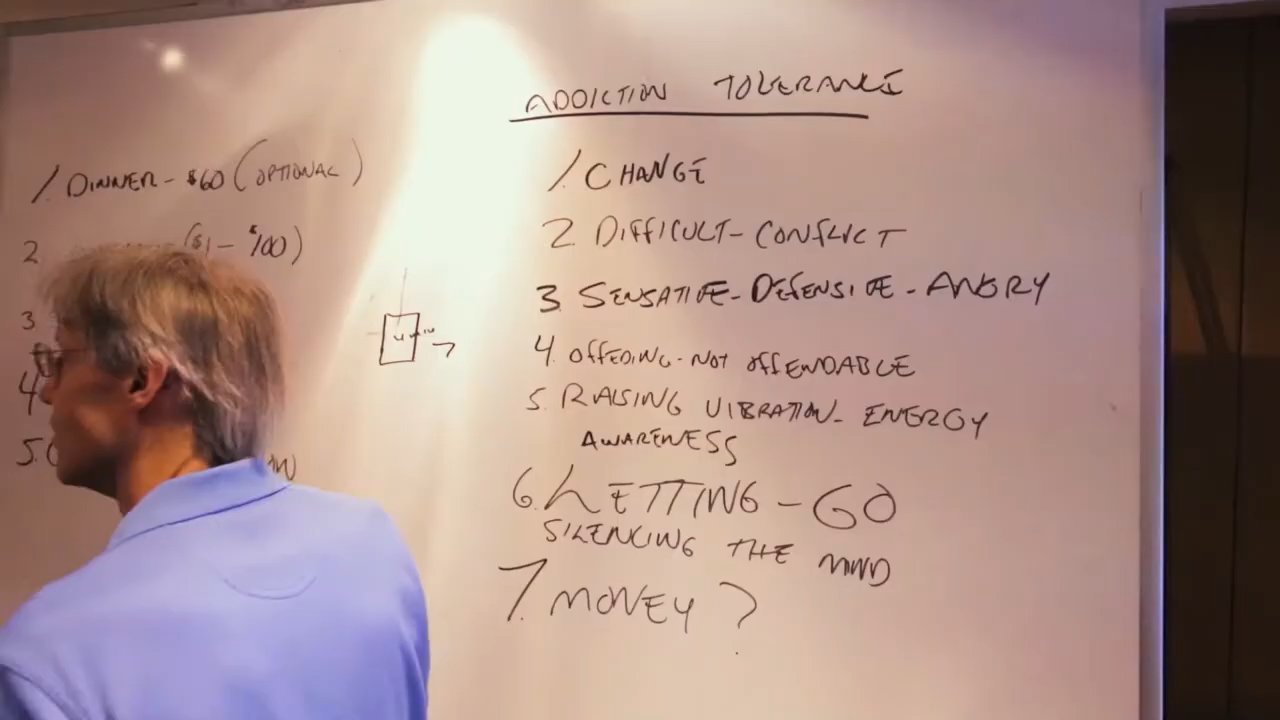 1. DINNER - $60 (OPTIONAL)
2 ($1 - $100)
3
4
5.
ADDICTION TOLERANCE
1. CHANGE
2. DIFFICULT - CONFLICT
3. SENSATIVE - DEFENSIVE - ANGRY
4. OFFEDING - NOT OFFENDABLE
5. RAISING VIBRATION - ENERGY
AWARENESS
6. LETTING - GO
SILENCING THE MIND
7. MONEY ?